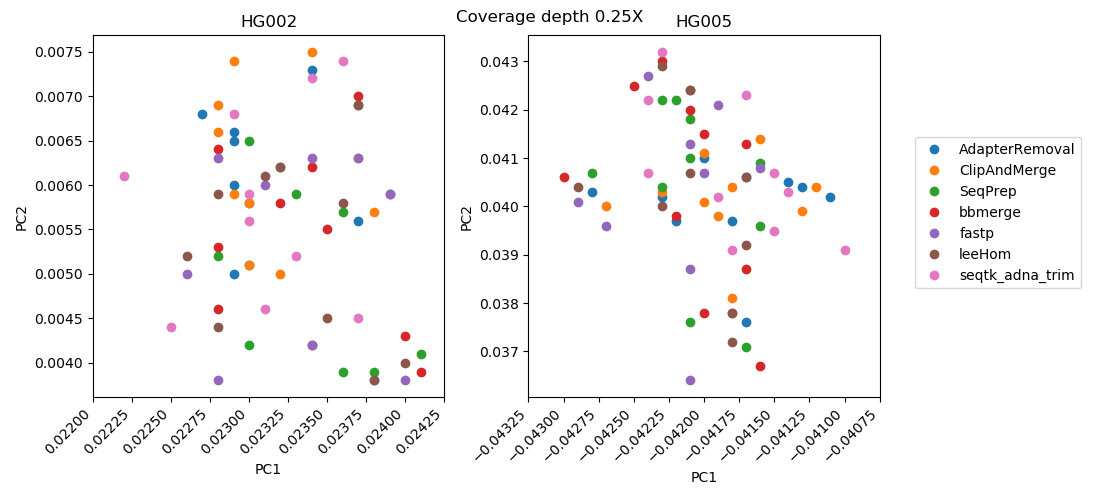 Coverage depth 0.25X
HG002
HG005
0.0075
0.0070
0.0065
0.0060
0.0055
0.0050
0.0045
0.0040
PC2
0.02200
0.02225
0.02250
0.02275
0.02300
0.02325
0.02350
0.02375
0.02400
0.02425
PC1
0.043
0.042
0.041
0.040
0.039
0.038
0.037
PC2
−0.04325
−0.04300
−0.04275
−0.04250
−0.04225
−0.04200
−0.04175
−0.04150
−0.04125
−0.04100
−0.04075
PC1
AdapterRemoval
ClipAndMerge
SeqPrep
bbmerge
fastp
leeHom
seqtk_adna_trim